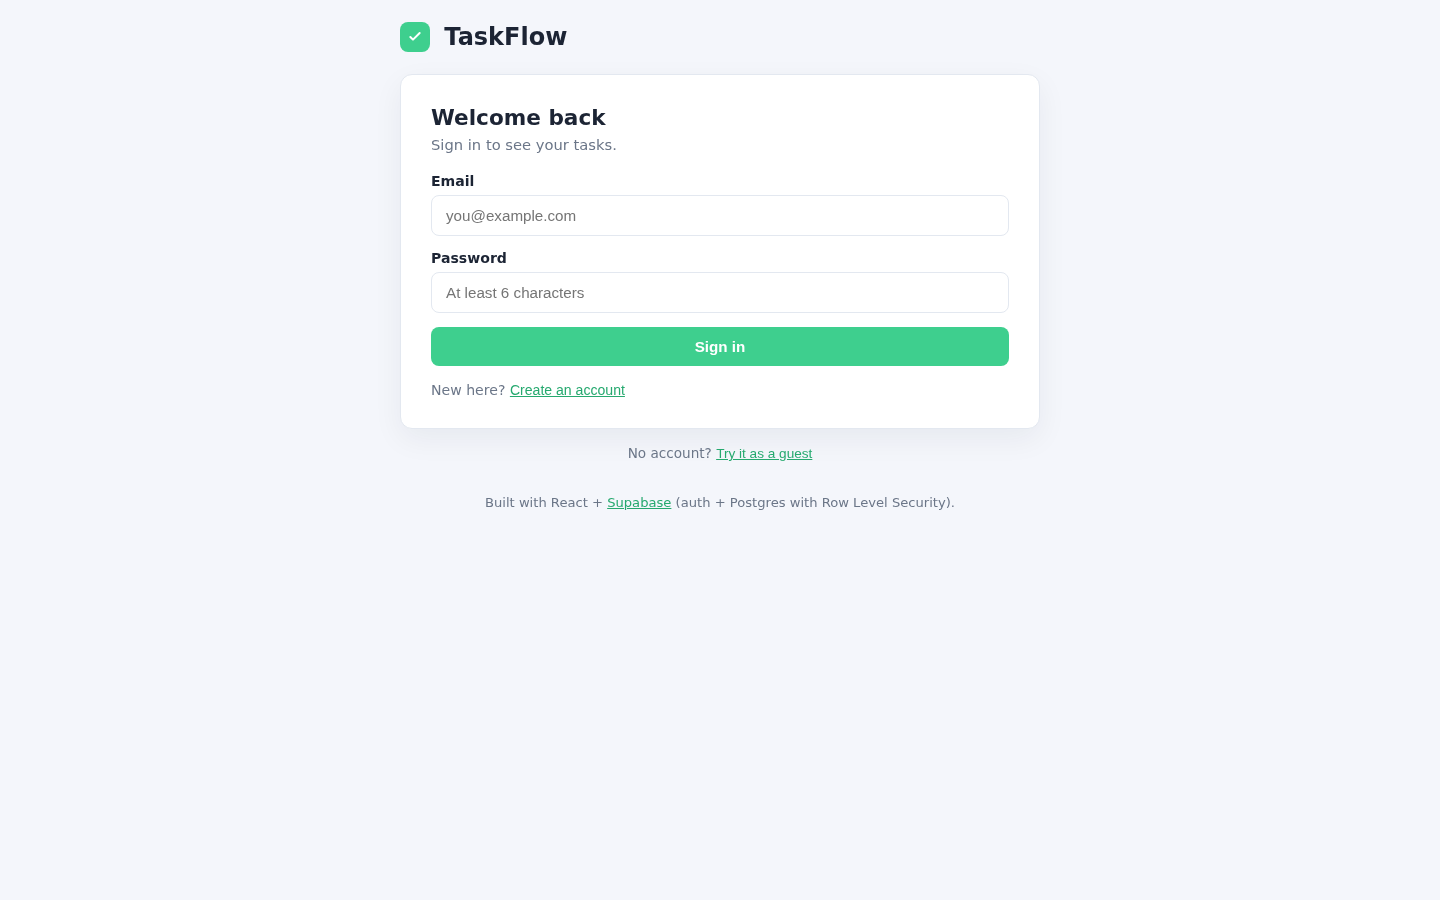 TaskFlow
Welcome back
Sign in to see your tasks.
Email
you@example.com
Password
At least 6 characters
Sign in
New here? Create an account
No account? Try it as a guest
Built with React + Supabase (auth + Postgres with Row Level Security).